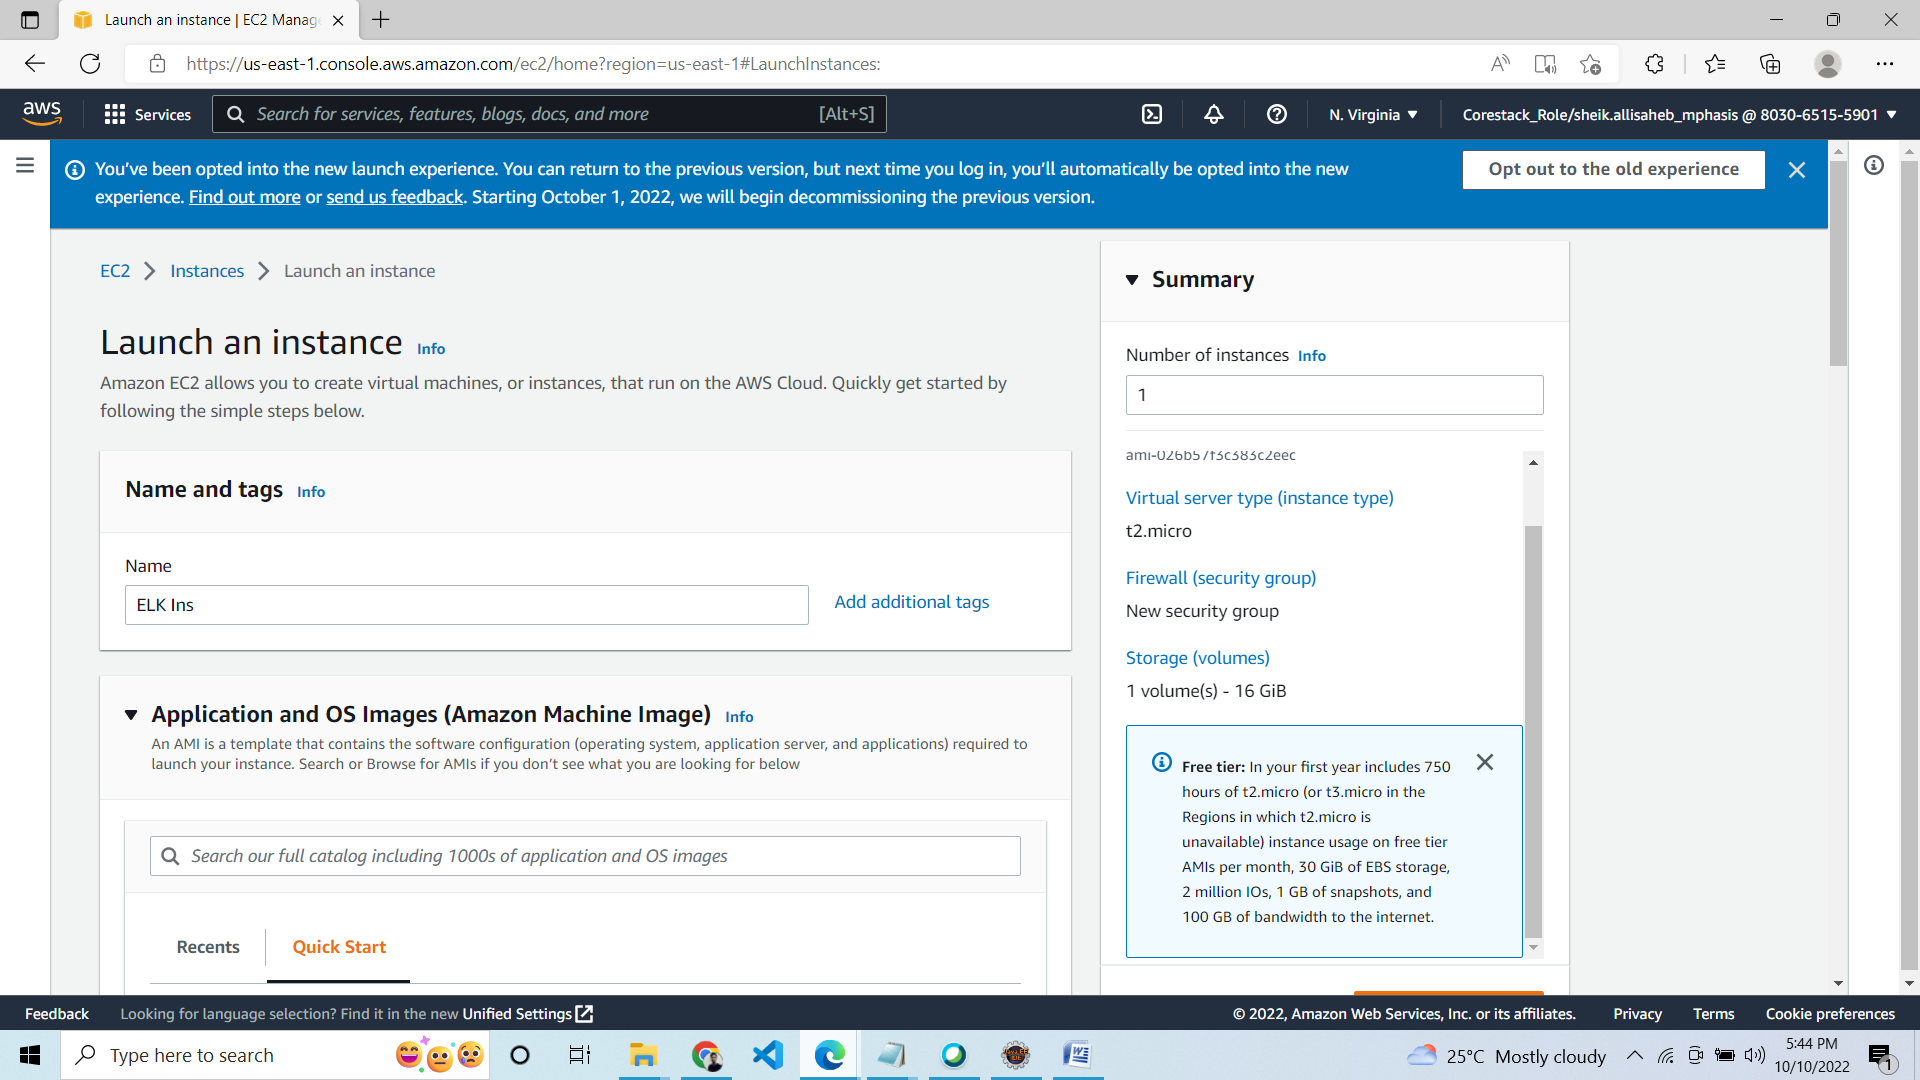 Launch an instance | EC2 Manage
https://us-east-1.console.aws.amazon.com/ec2/home?region=us-east-1#LaunchInstances:
aws
Services
Search for services, features, blogs, docs, and more
[Alt+S]
N. Virginia
Corestack_Role/sheik.allisaheb_mphasis @ 8030-6515-5901
You've been opted into the new launch experience. You can return to the previous version, but next time you log in, you'll automatically be opted into the new
experience. Find out more or send us feedback. Starting October 1, 2022, we will begin decommissioning the previous version.
Opt out to the old experience
EC2
Instances
Launch an instance
Launch an instance Info
Amazon EC2 allows you to create virtual machines, or instances, that run on the AWS Cloud. Quickly get started by
following the simple steps below.
Name and tags Info
Name
ELK Ins
Add additional tags
Application and OS Images (Amazon Machine Image) Info
An AMI is a template that contains the software configuration (operating system, application server, and applications) required to
launch your instance. Search or Browse for AMIs if you don't see what you are looking for below
Search our full catalog including 1000s of application and OS images
Recents
Quick Start
Summary
Number of instances Info
1
ami-026b57f3c383c2eec
Virtual server type (instance type)
t2.micro
Firewall (security group)
New security group
Storage (volumes)
1 volume(s) - 16 GiB
Free tier: In your first year includes 750
hours of t2.micro (or t3.micro in the
Regions in which t2.micro is
unavailable) instance usage on free tier
AMIs per month, 30 GiB of EBS storage,
2 million IOs, 1 GB of snapshots, and
100 GB of bandwidth to the internet.
Feedback
Looking for language selection? Find it in the new Unified Settings
© 2022, Amazon Web Services, Inc. or its affiliates.
Privacy
Terms
Cookie preferences
Type here to search
25°C Mostly cloudy
5:44 PM
10/10/2022
1